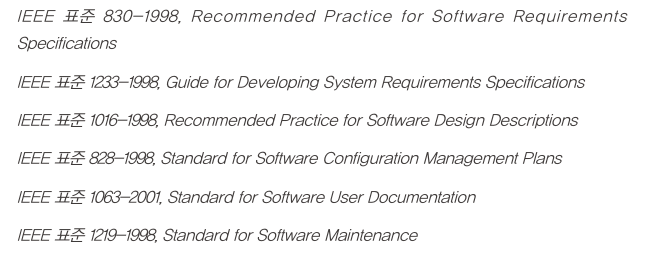 IEEE 표준 830–1998, Recommended Practice for Software Requirements
Specifications
IEEE 표준 1233–1998, Guide for Developing System Requirements Specifications
IEEE 표준 1016–1998, Recommended Practice for Software Design Descriptions
IEEE 표준 828–1998, Standard for Software Configuration Management Plans
IEEE 표준 1063–2001, Standard for Software User Documentation
IEEE 표준 1219–1998, Standard for Software Maintenance